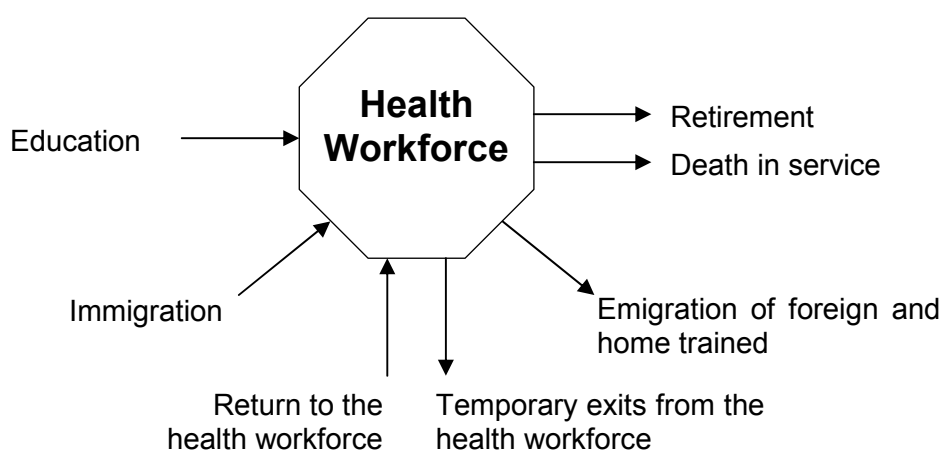 Health
Workforce
Education
Retirement
Death in service
Immigration
Emigration of foreign and
home trained
Return to the
health workforce
Temporary exits from the
health workforce